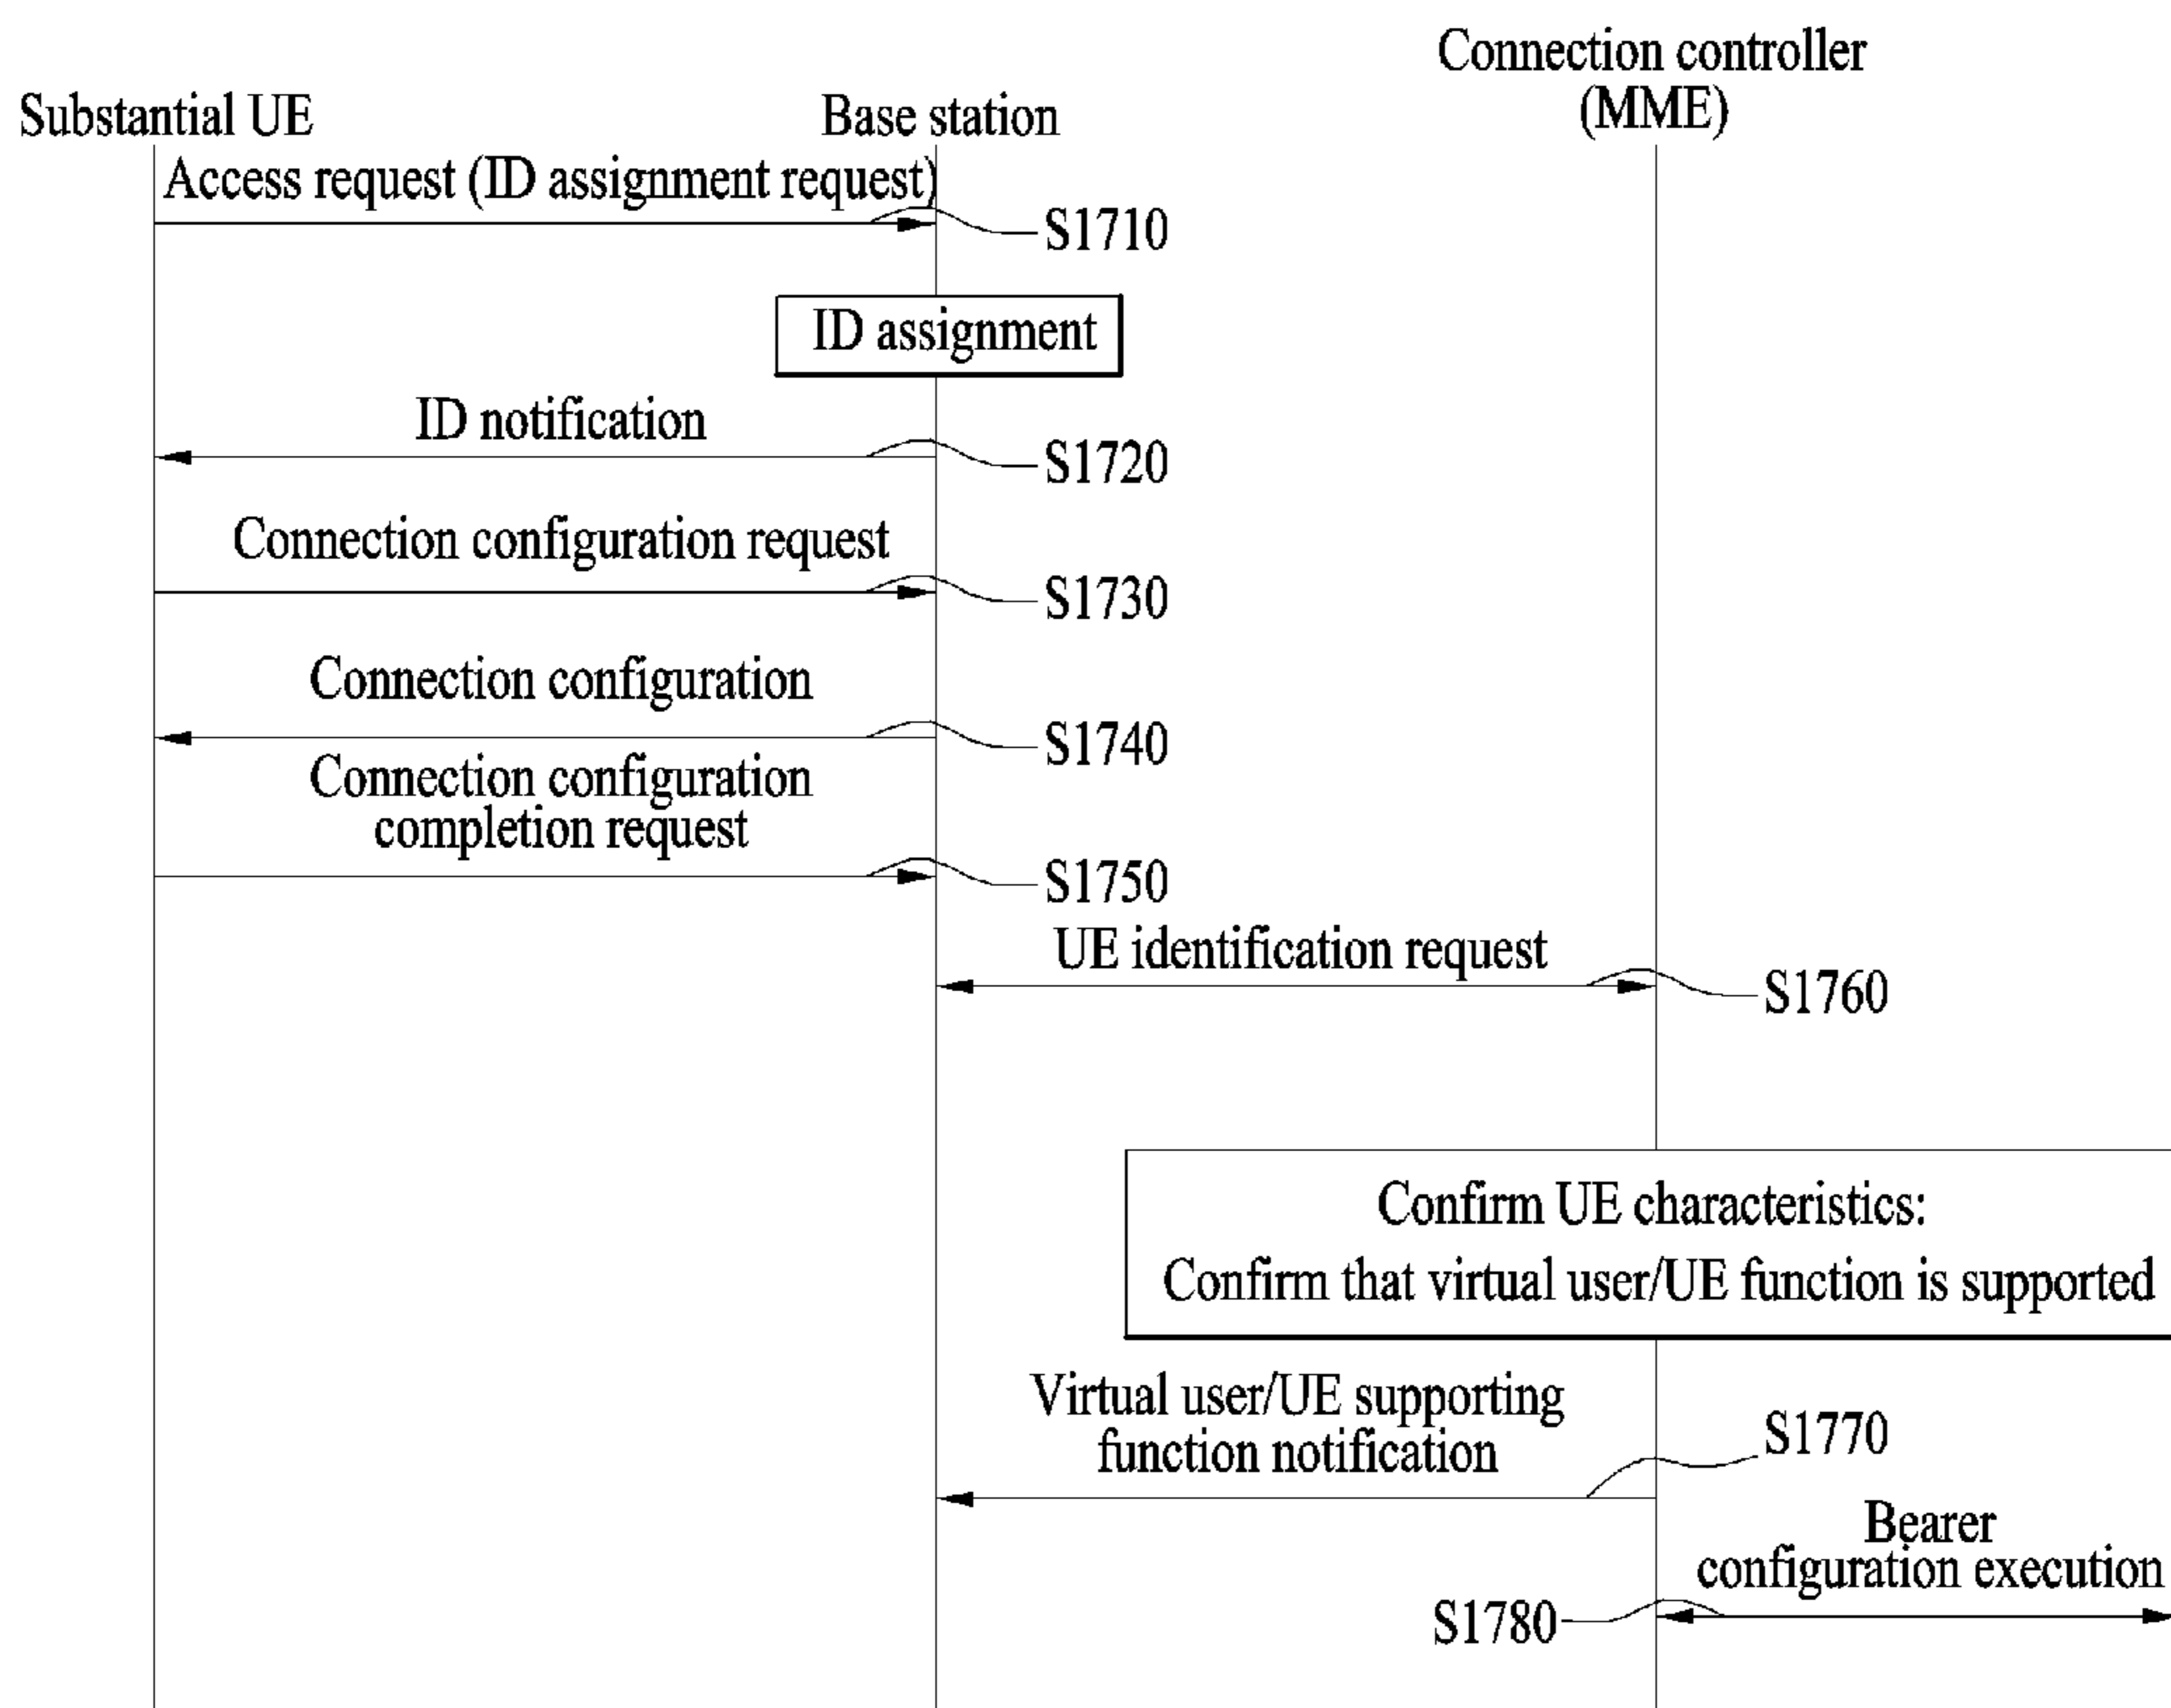 Connection controller
(MME)
Substantial UE
Base station
Access request (ID assignment request)
S1710
ID assignment
ID notification
S1720
Connection configuration request
S1730
Connection configuration
S1740
Connection configuration
completion request
S1750
UE identification request
S1760
Confirm UE characteristics:
Confirm that virtual user/UE function is supported
Virtual user/UE supporting
function notification
S1770
Bearer
configuration execution
S1780